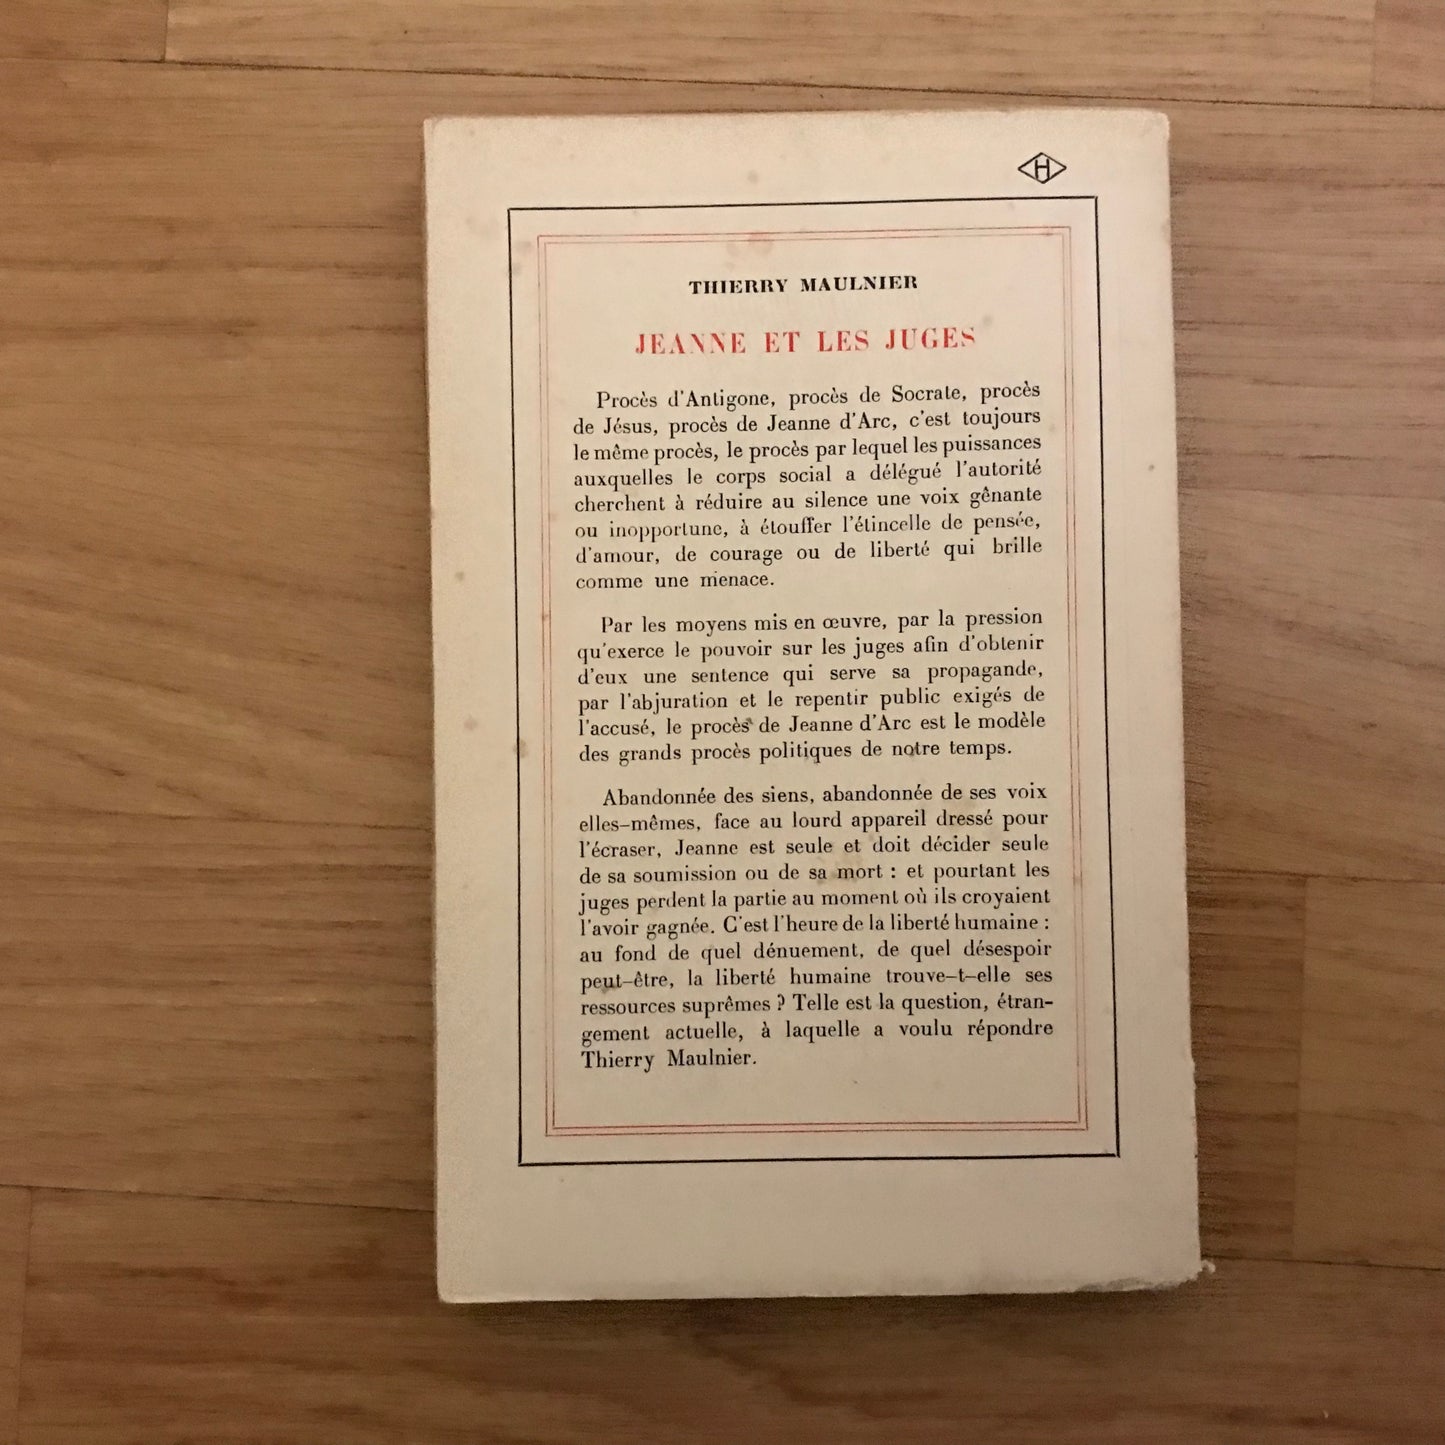 H
THIERRY MAULNIER
JEANNE ET LES JUGES
Procès d'Antigone, procès de Socrate, procès
de Jésus, procès de Jeanne d'Arc, c'est toujours
le même procès, le procès par lequel les puissances
auxquelles le corps social a délégué l'autorité
cherchent à réduire au silence une voix gênante
ou inopportune, à étouffer l'étincelle de pensée,
d'amour, de courage ou de liberté qui brille
comme une menace.
Par les moyens mis en œuvre, par la pression
qu'exerce le pouvoir sur les juges afin d'obtenir
d'eux une sentence qui serve sa propagande,
par l'abjuration et le repentir public exigés de
l'accusé, le procès de Jeanne d'Arc est le modèle
des grands procès politiques de notre temps.
Abandonnée des siens, abandonnée de ses voix
elles-mêmes, face au lourd appareil dressé pour
l'écraser, Jeanne est seule et doit décider seule
de sa soumission ou de sa mort : et pourtant les
juges perdent la partie au moment où ils croyaient
l'avoir gagnée. C'est l'heure de la liberté humaine :
au fond de quel dénuement, de quel désespoir
peut-être, la liberté humaine trouve-t-elle ses
ressources suprêmes ? Telle est la question, étran-
gement actuelle, à laquelle a voulu répondre
Thierry Maulnier.